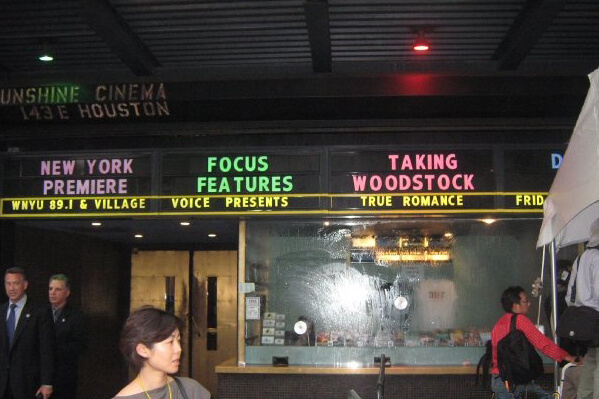 UNSHINE CINEMA
143 E HOUSTON
NEW YORK
PREMIERE
FOCUS
FEATURES
TAKING
WOODSTOCK
D
WNYU 89.1 & VILLAGE VOICE PRESENTS TRUE ROMANCE FRID